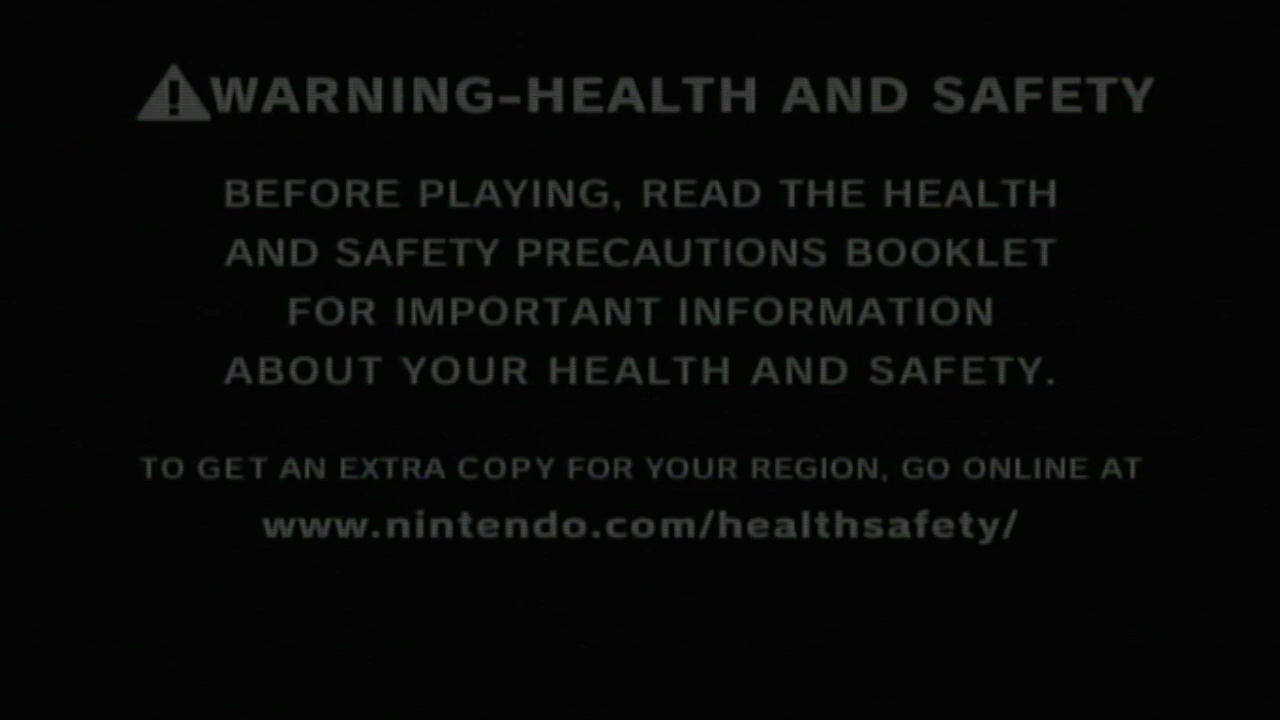 WARNING-HEALTH AND SAFETY
BEFORE PLAYING, READ THE HEALTH
AND SAFETY PRECAUTIONS BOOKLET
FOR IMPORTANT INFORMATION
ABOUT YOUR HEALTH AND SAFETY.
TO GET AN EXTRA COPY FOR YOUR REGION, GO ONLINE AT
www.nintendo.com/healthsafety/